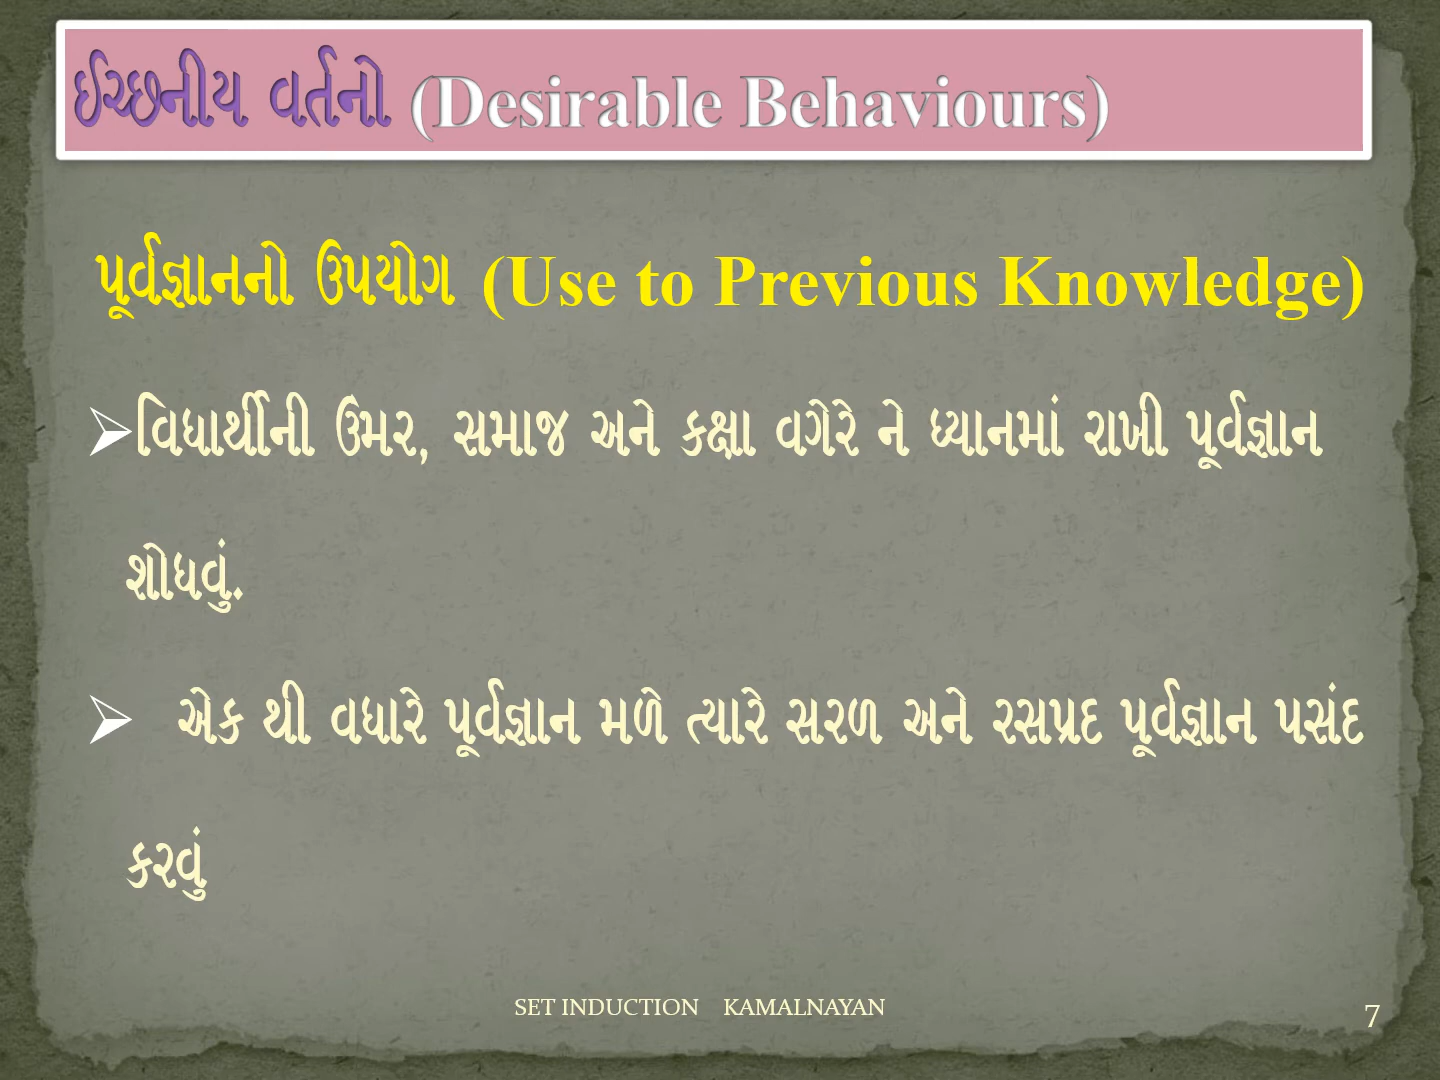 ઈચ્છનીય વર્તનો (Desirable Behaviours)
પૂર્વજ્ઞાનનો ઉપયોગ (Use to Previous Knowledge)
➢વિધાર્થીની ઉંમર, સમાજ અને કક્ષા વગેરે ને ધ્યાનમાં રાખી પૂર્વજ્ઞાન
શોધવું.
➢ એક થી વધારે પૂર્વજ્ઞાન મળે ત્યારે સરળ અને રસપ્રદ પૂર્વજ્ઞાન પસંદ
કરવું
SET INDUCTION KAMALNAYAN
7